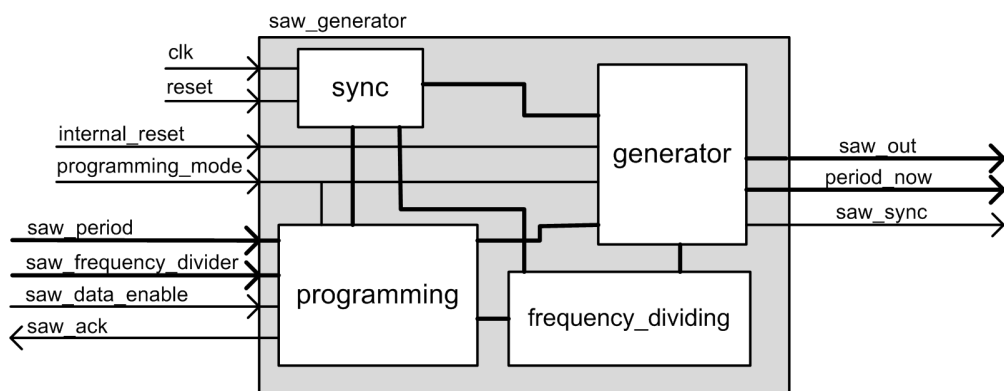 saw_generator
clk
sync
reset
internal_reset
generator
programming_mode
saw_out
period_now
saw_period
saw_sync
saw_frequency_divider
saw_data_enable
programming
frequency_dividing
saw_ack